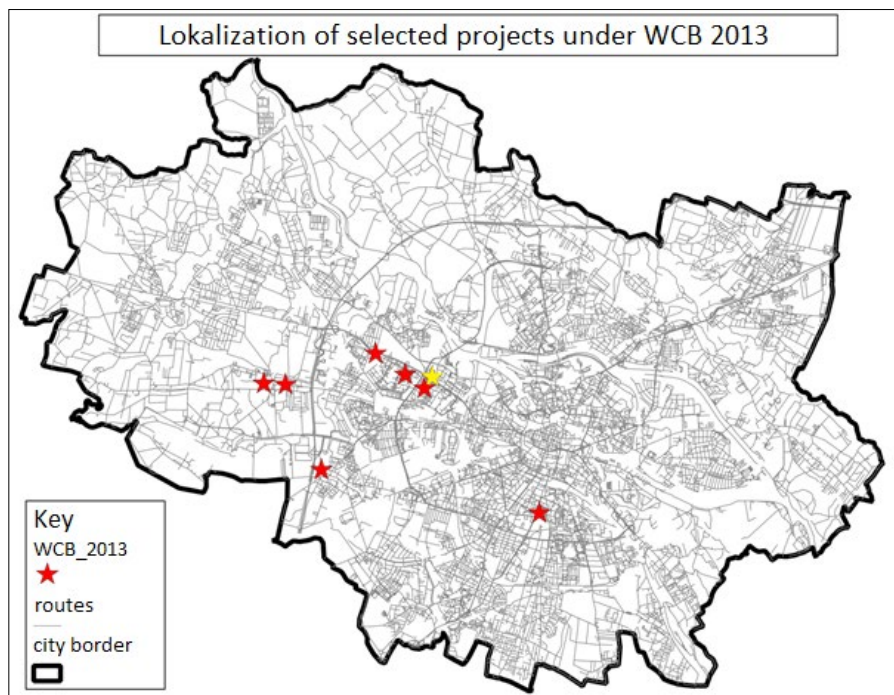 Lokalization of selected projects under WCB 2013
Key
WCB_2013
routes
city border